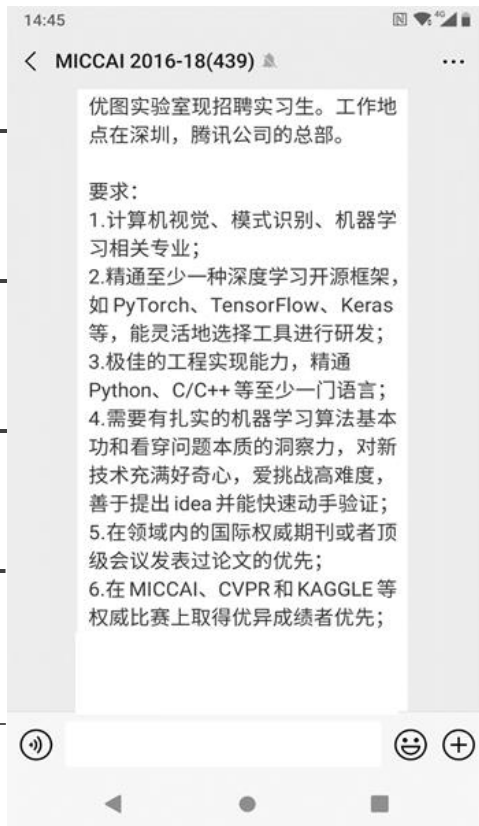 14:45
4G
MICCAI 2016-18(439)
优图实验室现招聘实习生。工作地
点在深圳，腾讯公司的总部。
要求：
1.计算机视觉、模式识别、机器学
习相关专业；
2.精通至少一种深度学习开源框架，
如 PyTorch、TensorFlow、Keras
等，能灵活地选择工具进行研发；
3.极佳的工程实现能力，精通
Python、C/C++ 等至少一门语言；
4.需要有扎实的机器学习算法基本
功和看穿问题本质的洞察力，对新
技术充满好奇心，爱挑战高难度，
善于提出 idea 并能快速动手验证；
5.在领域内的国际权威期刊或者顶
级会议发表过论文的优先；
6.在 MICCAI、CVPR 和 KAGGLE 等
权威比赛上取得优异成绩者优先；